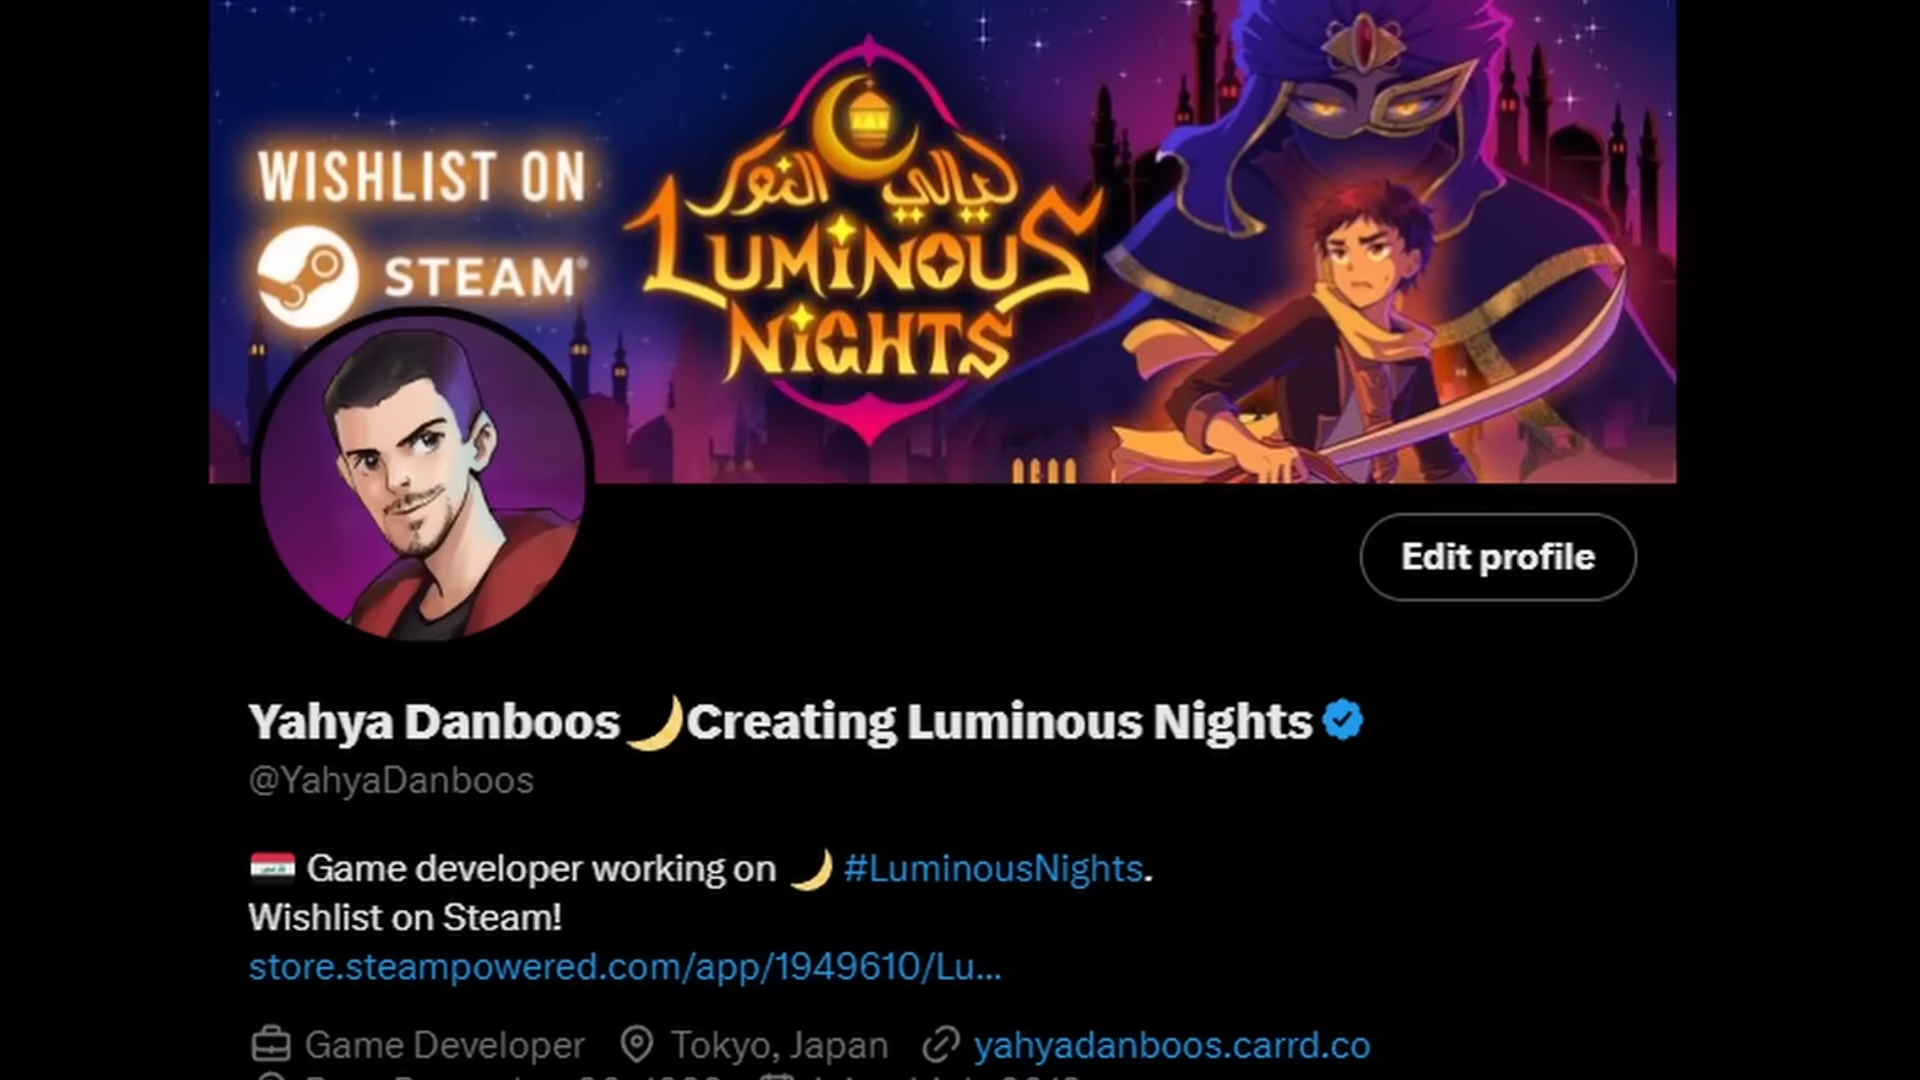 WISHLIST ON
STEAM
ليالي النور
LUMINOUS
NIGHTS
Edit profile
Yahya Danboos🌙Creating Luminous Nights
@YahyaDanboos
🇮🇶 Game developer working on 🌙 #LuminousNights.
Wishlist on Steam!
store.steampowered.com/app/1949610/Lu...
Game Developer Tokyo, Japan yahyadanboos.carrd.co